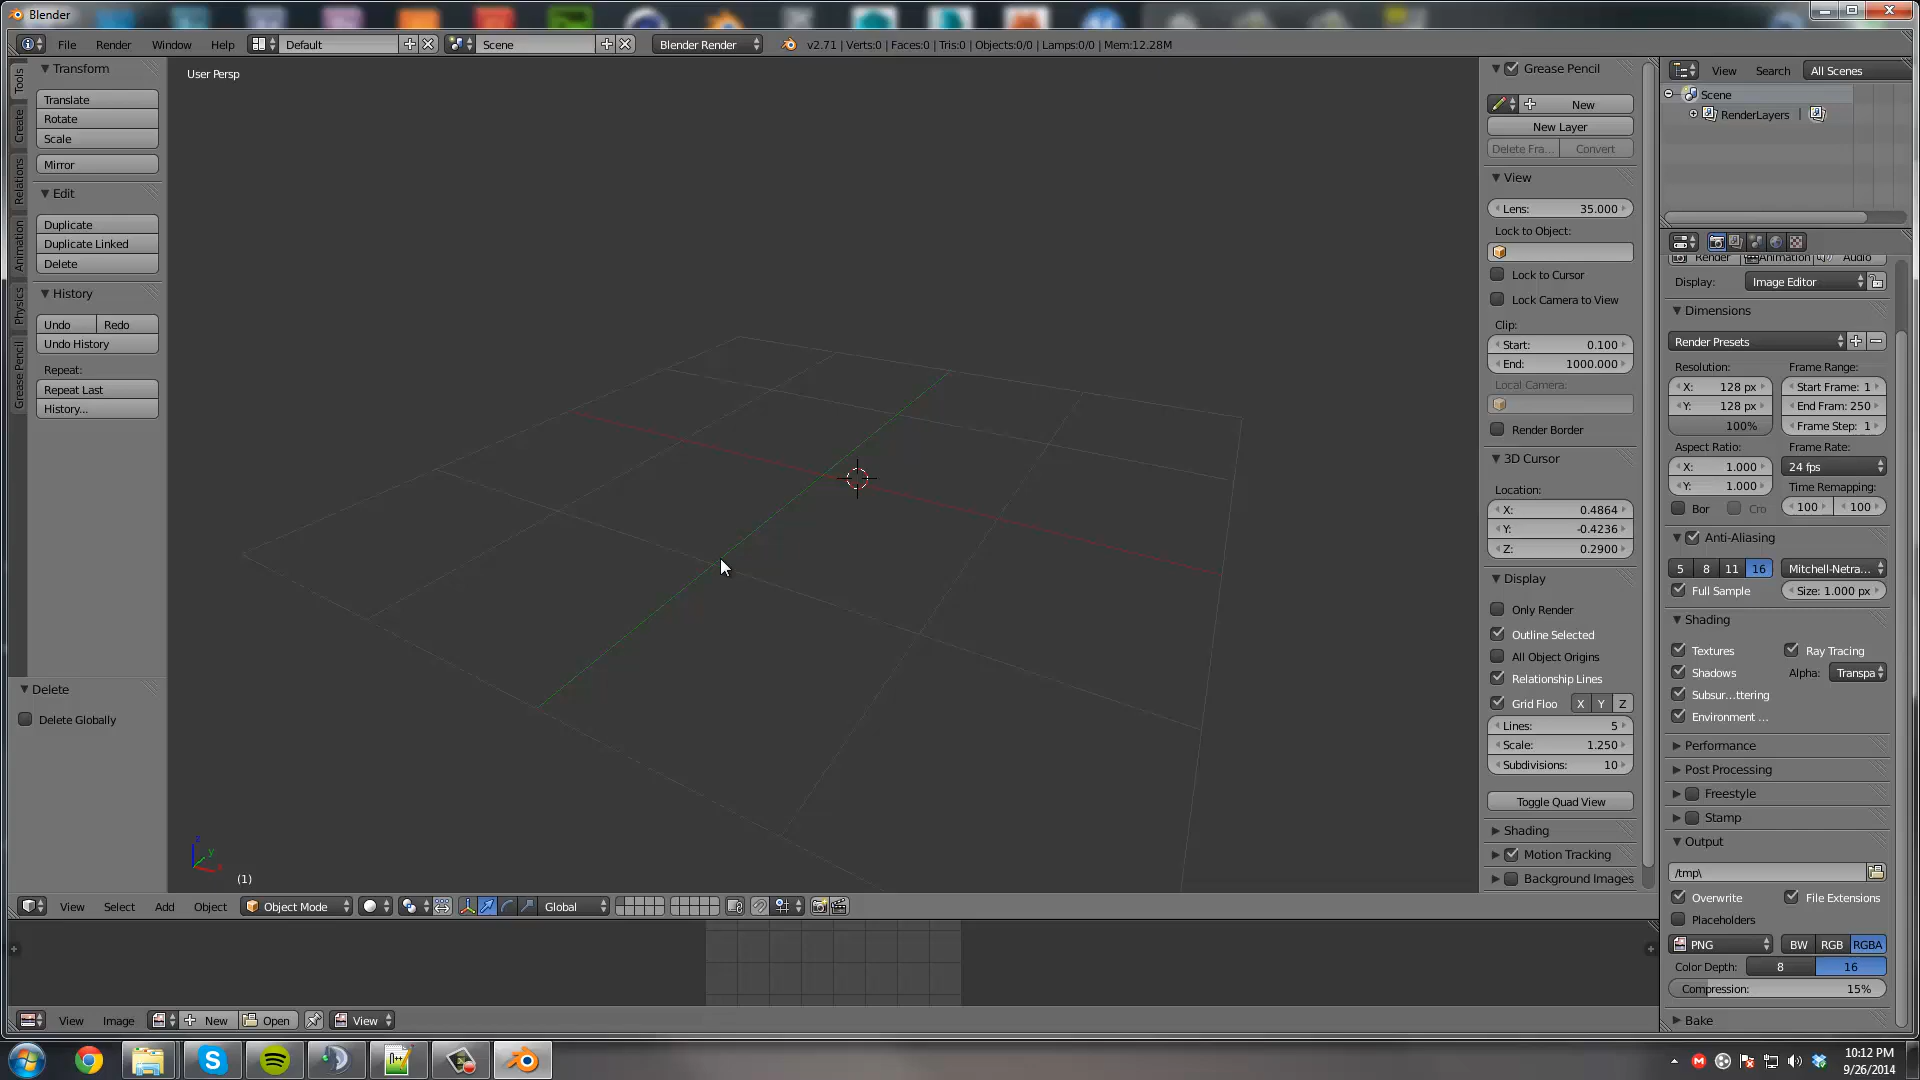 Blender
File Render Window Help Default Scene Blender Render v2.71 | Verts:0 | Faces:0 | Tris:0 | Objects:0/0 | Lamps:0/0 | Mem:12.28M
Tools
Create
Relations
Animation
Physics
Grease Pencil
Transform
Translate
Rotate
Scale
Mirror
Edit
Duplicate
Duplicate Linked
Delete
History
Undo Redo
Undo History
Repeat:
Repeat Last
History...
Delete
Delete Globally
User Persp
z
y
x
(1)
Grease Pencil
New
New Layer
Delete Fra... Convert
View
Lens: 35.000
Lock to Object:
Lock to Cursor
Lock Camera to View
Clip:
Start: 0.100
End: 1000.000
Local Camera:
Render Border
3D Cursor
Location:
X: 0.4864
Y: -0.4236
Z: 0.2900
Display
Only Render
Outline Selected
All Object Origins
Relationship Lines
Grid Floo X Y Z
Lines: 5
Scale: 1.250
Subdivisions: 10
Toggle Quad View
Shading
Motion Tracking
Background Images
View Search All Scenes
Scene
RenderLayers |
Render Animation Audio
Display: Image Editor
Dimensions
Render Presets
Resolution: Frame Range:
X: 128 px Start Frame: 1
Y: 128 px End Fram: 250
100% Frame Step: 1
Aspect Ratio: Frame Rate:
X: 1.000 24 fps
Y: 1.000 Time Remapping:
Bor Cro 100 100
Anti-Aliasing
5 8 11 16 Mitchell-Netra...
Full Sample Size: 1.000 px
Shading
Textures Ray Tracing
Shadows Alpha: Transpa
Subsur...ttering
Environment ...
Performance
Post Processing
Freestyle
Stamp
Output
/tmp\
Overwrite File Extensions
Placeholders
PNG BW RGB RGBA
Color Depth: 8 16
Compression: 15%
Bake
View Select Add Object Object Mode Global
View Image New Open View
10:12 PM
9/26/2014